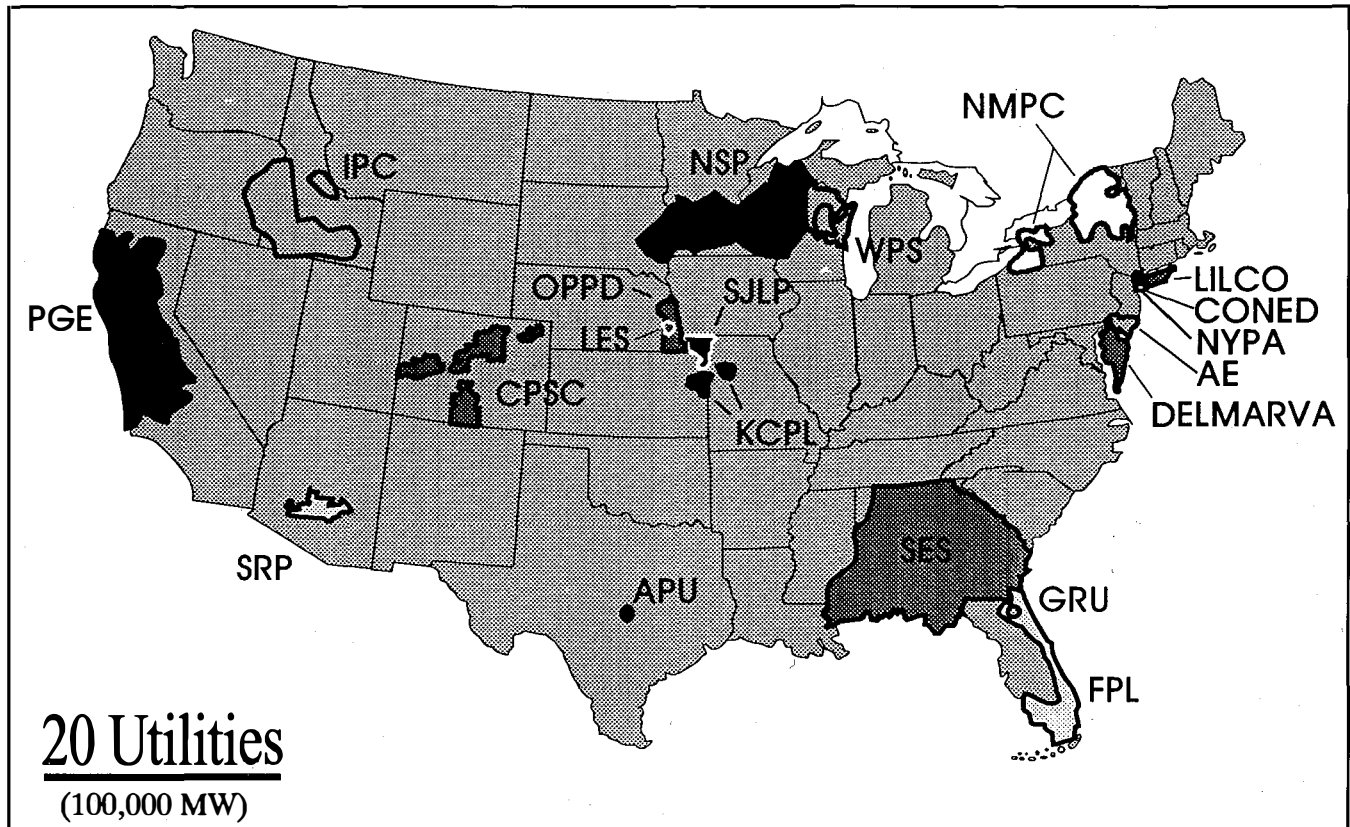 NMPC
IPC
NSP
WPS
LILCO
OPPD
SJLP
CONED
PGE
LES
NYPA
AE
CPSC
DELMARVA
KCPL
SES
SRP
APU
GRU
FPL
20 Utilities
(100,000 MW)